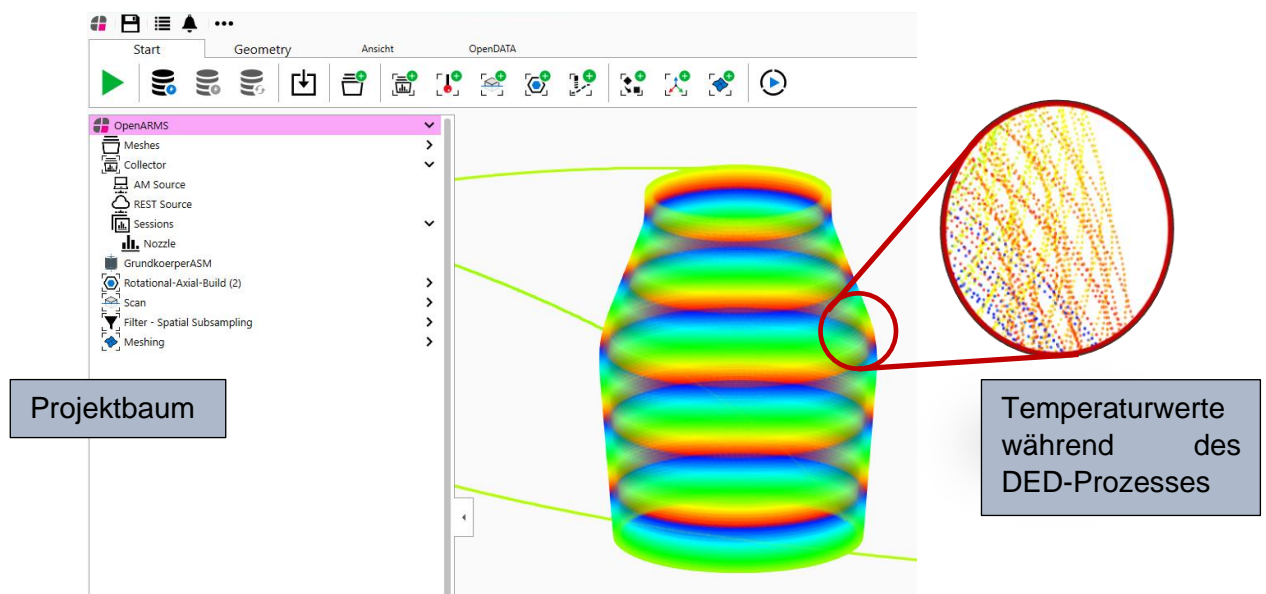 Start Geometry Ansicht OpenDATA
OpenARMS
Meshes
Collector
AM Source
REST Source
Sessions
Nozzle
GrundkoerperASM
Rotational-Axial-Build (2)
Scan
Filter - Spatial Subsampling
Meshing
Projektbaum
Temperaturwerte
während des
DED-Prozesses